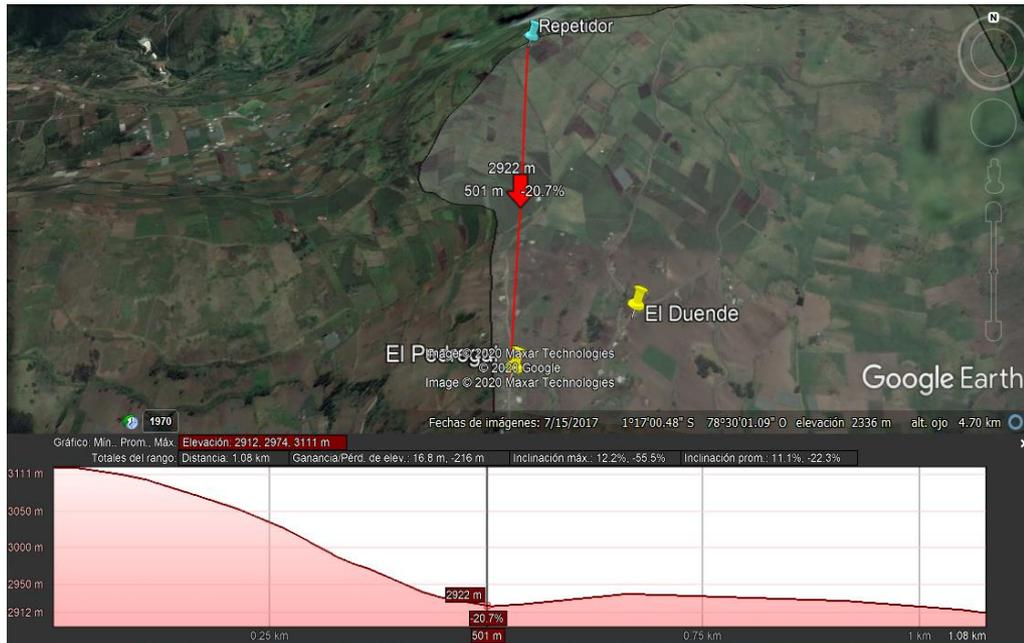 N
Repetidor
2922 m
501 m -20.7%
El Duende
El Pedregal
Image © 2020 Maxar Technologies
© 2020 Google
Image © 2020 Maxar Technologies
Google Earth
1970
Fechas de imágenes: 7/15/2017 1°17'00.48" S 78°30'01.09" O elevación 2336 m alt. ojo 4.70 km
Gráfico: Mín., Prom., Máx. Elevación: 2912, 2974, 3111 m
Totales del rango: Distancia: 1.08 km Ganancia/Pérd. de elev.: 16.8 m, -216 m Inclinación máx.: 12.2%, -55.5% Inclinación prom.: 11.1%, -22.3%
3111 m
3050 m
3000 m
2950 m
2922 m
2912 m
-20.7%
0.25 km 501 m 0.75 km 1 km 1.08 km